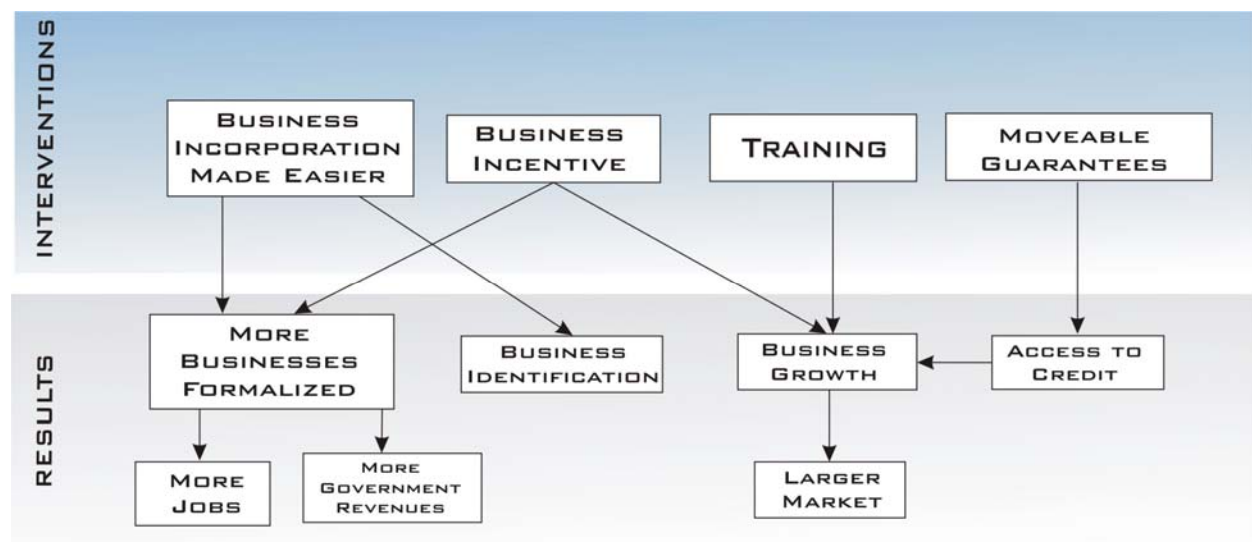 INTERVENTIONS
BUSINESS
INCORPORATION
MADE EASIER
BUSINESS
INCENTIVE
TRAINING
MOVEABLE
GUARANTEES
RESULTS
MORE
BUSINESSES
FORMALIZED
BUSINESS
IDENTIFICATION
BUSINESS
GROWTH
ACCESS TO
CREDIT
MORE
JOBS
MORE
GOVERNMENT
REVENUES
LARGER
MARKET